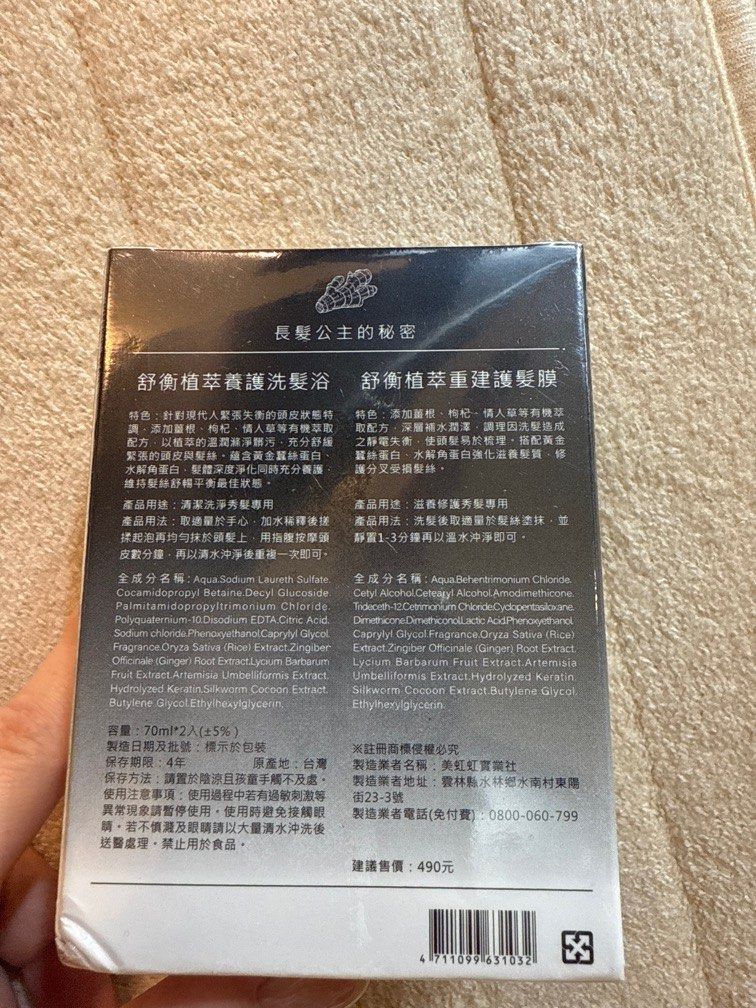 長髮公主的秘密
舒衡植萃養護洗髮浴
特色：針對現代人緊張失衡的頭皮狀態特
調，添加薑根、枸杞、情人草等有機萃取
配方，以植萃的溫潤滌淨髒污，充分舒緩
緊張的頭皮與髮絲。蘊含黃金蠶絲蛋白、
水解角蛋白，髮體深度淨化同時充分養護，
維持髮絲舒暢平衡最佳狀態。
產品用途：清潔洗淨秀髮專用
產品用法：取適量於手心，加水稀釋後搓
揉起泡再均勻抹於頭髮上，用指腹按摩頭
皮數分鐘，再以清水沖淨後重複一次即可。
全成分名稱：Aqua.Sodium Laureth Sulfate.
Cocamidopropyl Betaine.Decyl Glucoside.
Palmitamidopropyltrimonium Chloride.
Polyquaternium-10.Disodium EDTA.Citric Acid.
Sodium chloride.Phenoxyethanol.Caprylyl Glycol.
Fragrance.Oryza Sativa (Rice) Extract.Zingiber
Officinale (Ginger) Root Extract.Lycium Barbarum
Fruit Extract.Artemisia Umbelliformis Extract.
Hydrolyzed Keratin.Silkworm Cocoon Extract.
Butylene Glycol.Ethylhexylglycerin.
舒衡植萃重建護髮膜
特色：添加薑根、枸杞、情人草等有機萃
取配方，深層補水潤澤，調理因洗髮造成
之靜電失衡，使頭髮易於梳理。搭配黃金
蠶絲蛋白、水解角蛋白強化滋養髮質，修
護分叉受損髮絲。
產品用途：滋養修護秀髮專用
產品用法：洗髮後取適量於髮絲塗抹，並
靜置1-3分鐘再以溫水沖淨即可。
全成分名稱：Aqua.Behentrimonium Chloride.
Cetyl Alcohol.Cetearyl Alcohol.Amodimethicone.
Trideceth-12.Cetrimonium Chloride.Cyclopentasiloxane.
Dimethicone.Dimethiconol.Lactic Acid.Phenoxyethanol.
Caprylyl Glycol.Fragrance.Oryza Sativa (Rice)
Extract.Zingiber Officinale (Ginger) Root Extract.
Lycium Barbarum Fruit Extract.Artemisia
Umbelliformis Extract.Hydrolyzed Keratin.
Silkworm Cocoon Extract.Butylene Glycol.
Ethylhexylglycerin.
容量：70ml*2入(±5%)
製造日期及批號：標示於包裝
保存期限：4年 原產地：台灣
保存方法：請置於陰涼且孩童手觸不及處。
使用注意事項：使用過程中若有過敏刺激等
異常現象請暫停使用。使用時避免接觸眼
睛。若不慎濺及眼睛請以大量清水沖洗後
送醫處理。禁止用於食品。
※註冊商標侵權必究
製造業者名稱：美虹虹實業社
製造業者地址：雲林縣水林鄉水南村東陽
街23-3號
製造業者電話(免付費)：0800-060-799
建議售價：490元
4 711099 631032